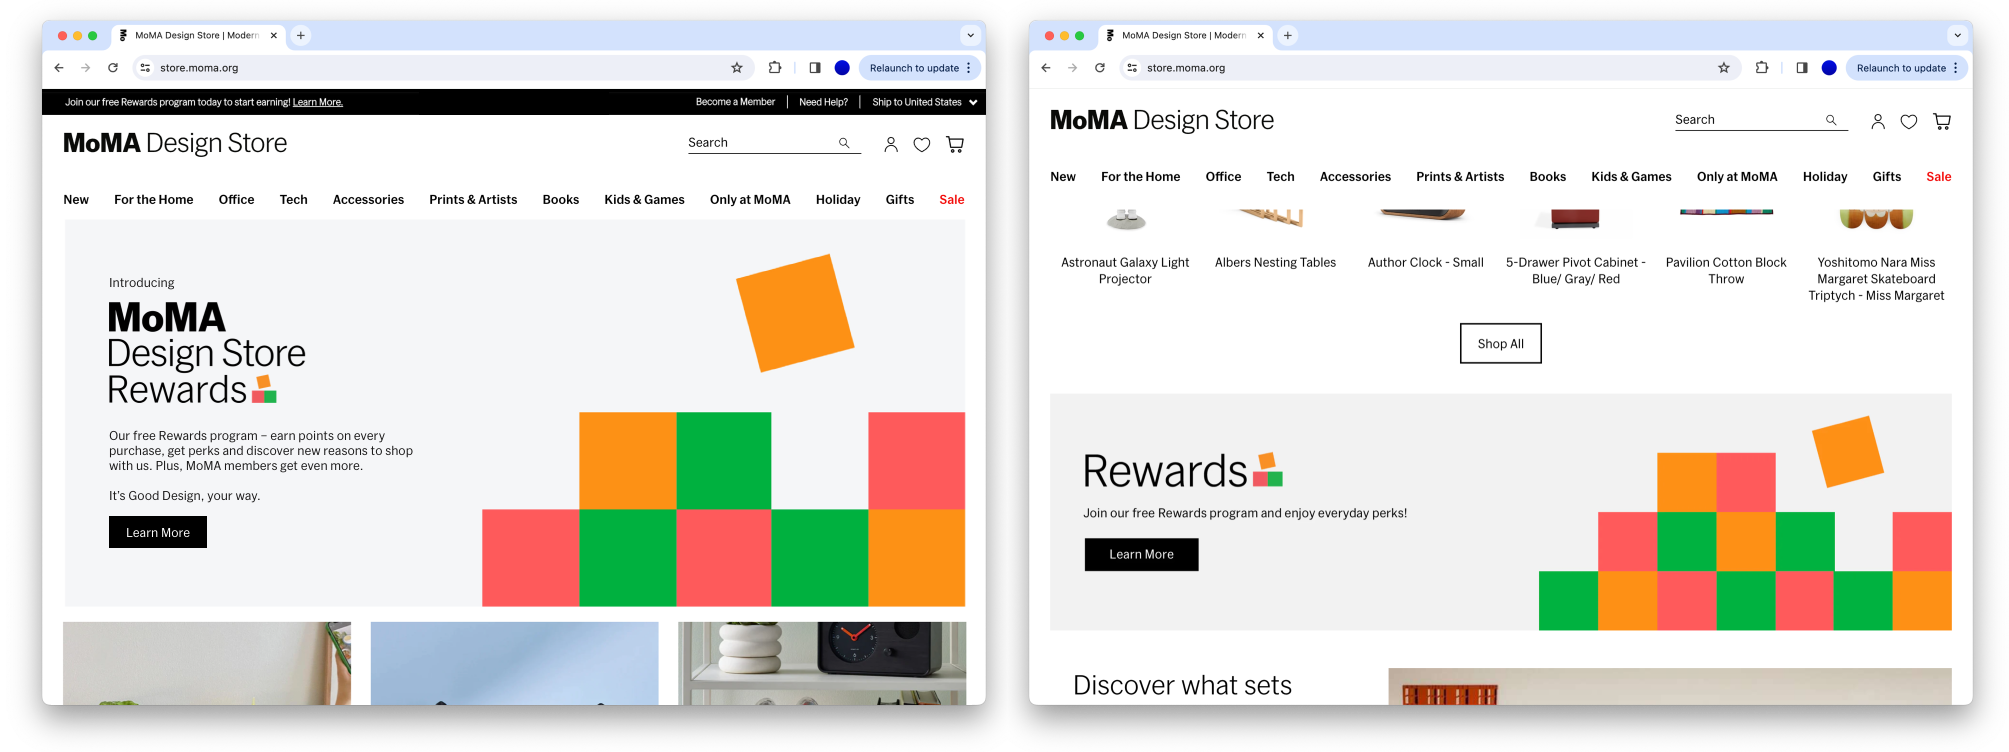 MoMA Design Store | Modern
store.moma.org
Relaunch to update
Join our free Rewards program today to start earning! Learn More.
Become a Member
Need Help?
Ship to United States
MoMA Design Store
Search
New For the Home Office Tech Accessories Prints & Artists Books Kids & Games Only at MoMA Holiday Gifts Sale
Introducing
MoMA
Design Store
Rewards
Our free Rewards program – earn points on every
purchase, get perks and discover new reasons to shop
with us. Plus, MoMA members get even more.
It's Good Design, your way.
Learn More
MoMA Design Store | Modern
store.moma.org
Relaunch to update
MoMA Design Store
Search
New For the Home Office Tech Accessories Prints & Artists Books Kids & Games Only at MoMA Holiday Gifts Sale
Astronaut Galaxy Light
Projector
Albers Nesting Tables
Author Clock - Small
5-Drawer Pivot Cabinet -
Blue/ Gray/ Red
Pavilion Cotton Block
Throw
Yoshitomo Nara Miss
Margaret Skateboard
Triptych - Miss Margaret
Shop All
Rewards
Join our free Rewards program and enjoy everyday perks!
Learn More
Discover what sets